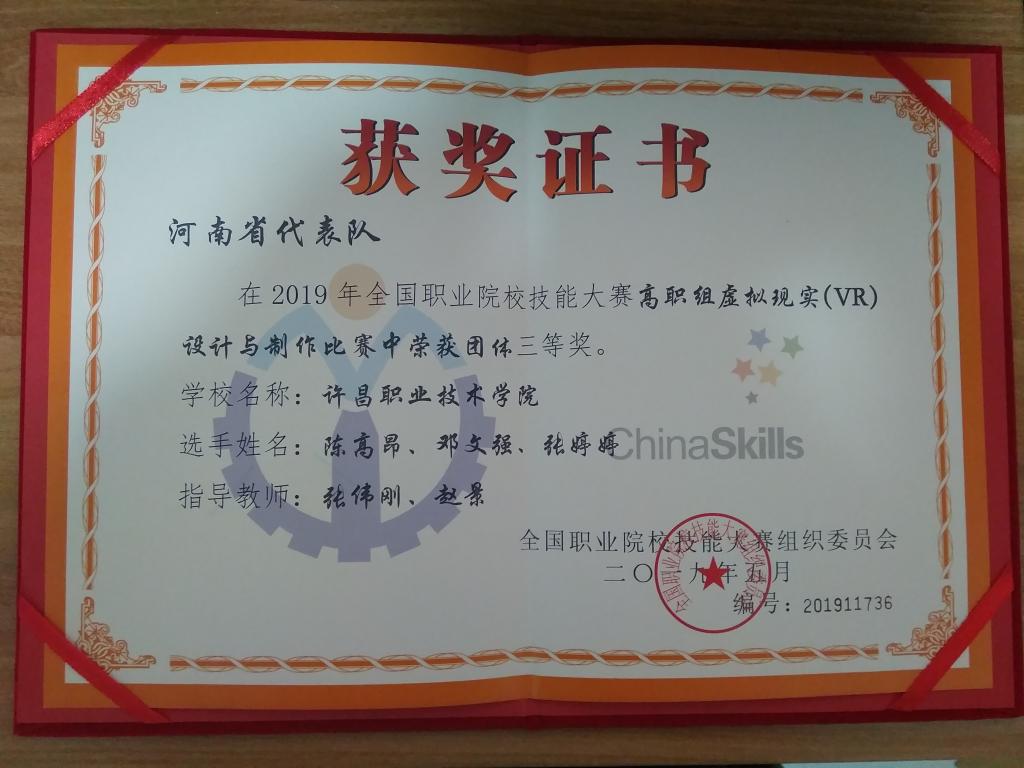 获奖证书
河南省代表队
在2019年全国职业院校技能大赛高职组虚拟现实(VR)
设计与制作比赛中荣获团体三等奖。
学校名称：许昌职业技术学院
选手姓名：陈高昂、邓文强、张婷婷
ChinaSkills
指导教师：张伟刚、赵景
全国职业院校技能大赛组织委员会
二〇一九年五月
编号：201911736